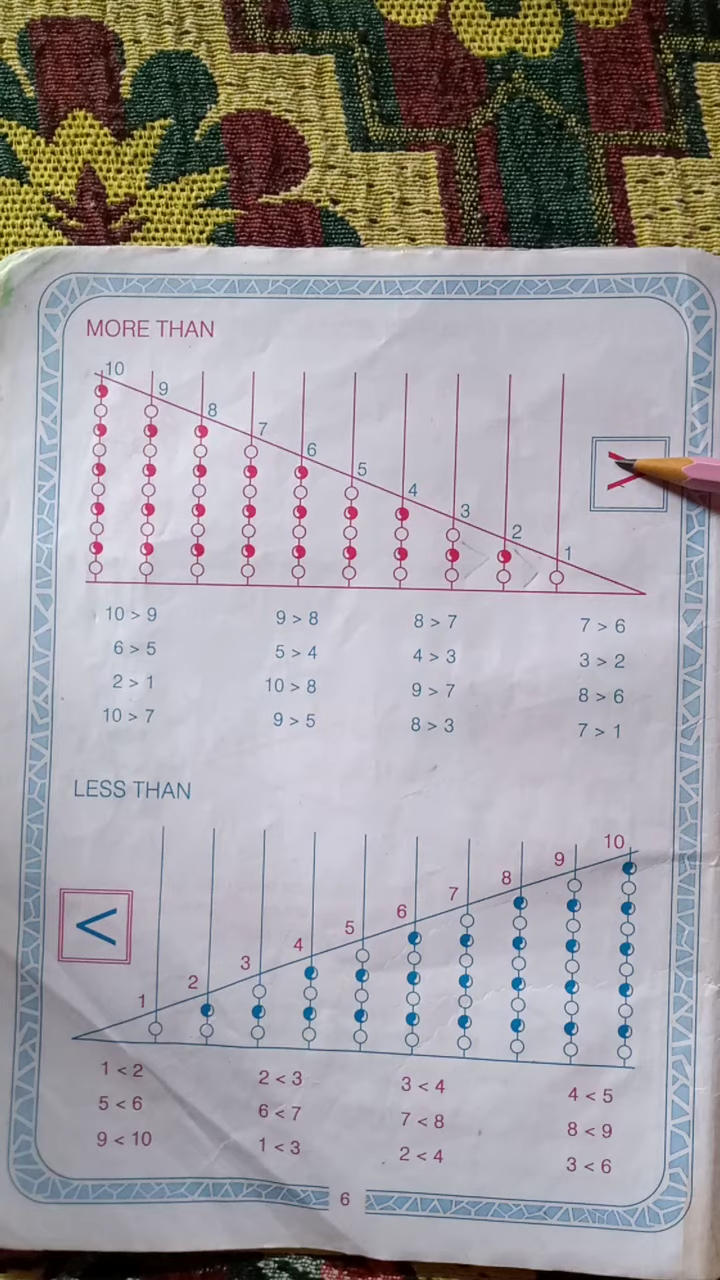 MORE THAN
10 9 8 7 6 5 4 3 2 1
>
10 > 9 9 > 8 8 > 7 7 > 6
6 > 5 5 > 4 4 > 3 3 > 2
2 > 1 10 > 8 9 > 7 8 > 6
10 > 7 9 > 5 8 > 3 7 > 1
LESS THAN
<
1 2 3 4 5 6 7 8 9 10
1 < 2 2 < 3 3 < 4 4 < 5
5 < 6 6 < 7 7 < 8 8 < 9
9 < 10 1 < 3 2 < 4 3 < 6
6